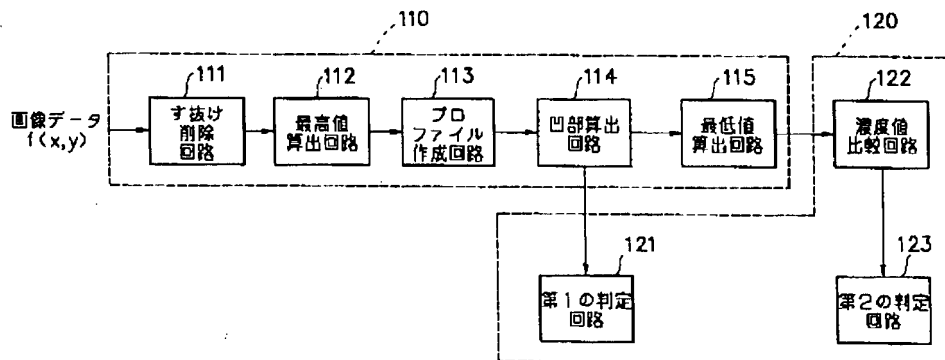 110
120
111
112
113
114
115
122
画像データ
f(x,y)
す抜け
削除
回路
最高値
算出回路
プロ
ファイル
作成回路
凹部算出
回路
最低値
算出回路
濃度値
比較回路
121
123
第1の判定
回路
第2の判定
回路